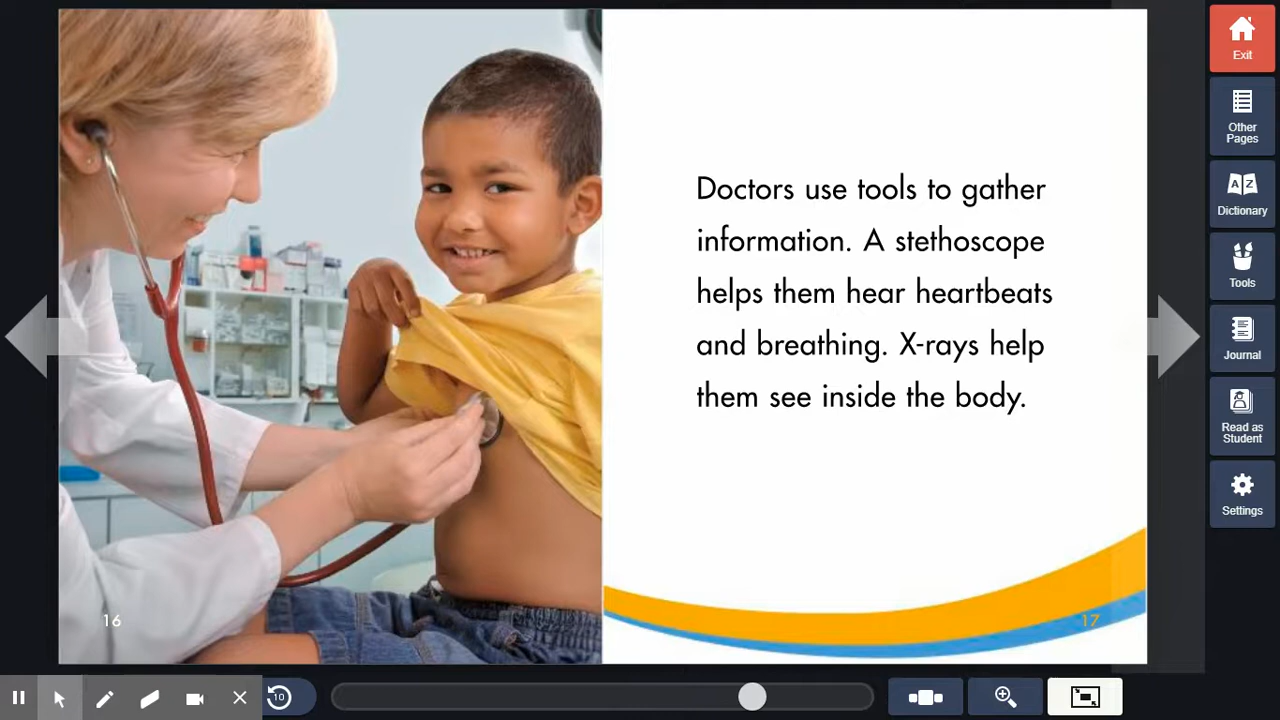 Doctors use tools to gather
information. A stethoscope
helps them hear heartbeats
and breathing. X-rays help
them see inside the body.
16
17
Exit
Other
Pages
A Z
Dictionary
Tools
Journal
Read as
Student
Settings
10